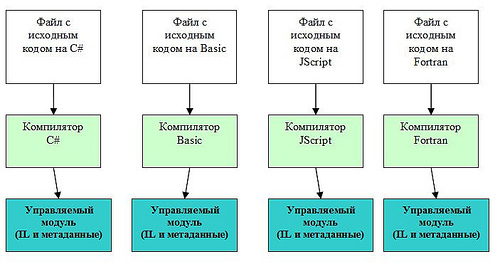 Файл с
исходным
кодом на C#
Файл с
исходным
кодом на Basic
Файл с
исходным
кодом на
JScript
Файл с
исходным
кодом на
Fortran
Компилятор
C#
Компилятор
Basic
Компилятор
JScript
Компилятор
Fortran
Управляемый
модуль
(IL и метаданные)
Управляемый
модуль
(IL и метаданные)
Управляемый
модуль
(IL и метаданные)
Управляемый
модуль
(IL и метаданные)